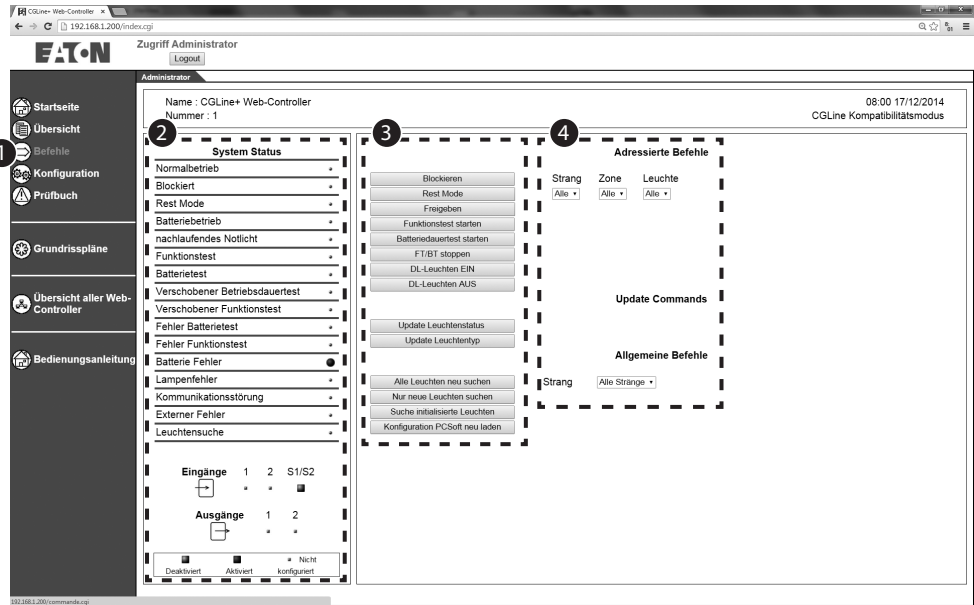 CGLine+ Web-Controller
192.168.1.200/index.cgi
EATON
Zugriff Administrator
Logout
Administrator
Name : CGLine+ Web-Controller
Nummer : 1
08:00 17/12/2014
CGLine Kompatibilitätsmodus
Startseite
Übersicht
1
Befehle
Konfiguration
Prüfbuch
Grundrisspläne
Übersicht aller Web-
Controller
Bedienungsanleitung
2
System Status
Normalbetrieb
Blockiert
Rest Mode
Batteriebetrieb
nachlaufendes Notlicht
Funktionstest
Batterietest
Verschobener Betriebsdauertest
Verschobener Funktionstest
Fehler Batterietest
Fehler Funktionstest
Batterie Fehler
Lampenfehler
Kommunikationsstörung
Externer Fehler
Leuchtensuche
Eingänge 1 2 S1/S2
Ausgänge 1 2
Deaktiviert Aktiviert Nicht
konfiguriert
3
Blockieren
Rest Mode
Freigeben
Funktionstest starten
Batteriedauertest starten
FT/BT stoppen
DL-Leuchten EIN
DL-Leuchten AUS
Update Leuchtenstatus
Update Leuchtentyp
Alle Leuchten neu suchen
Nur neue Leuchten suchen
Suche initialisierte Leuchten
Konfiguration PCSoft neu laden
4
Adressierte Befehle
Strang Zone Leuchte
Alle Alle Alle
Update Commands
Allgemeine Befehle
Strang Alle Stränge
192.168.1.200/commande.cgi